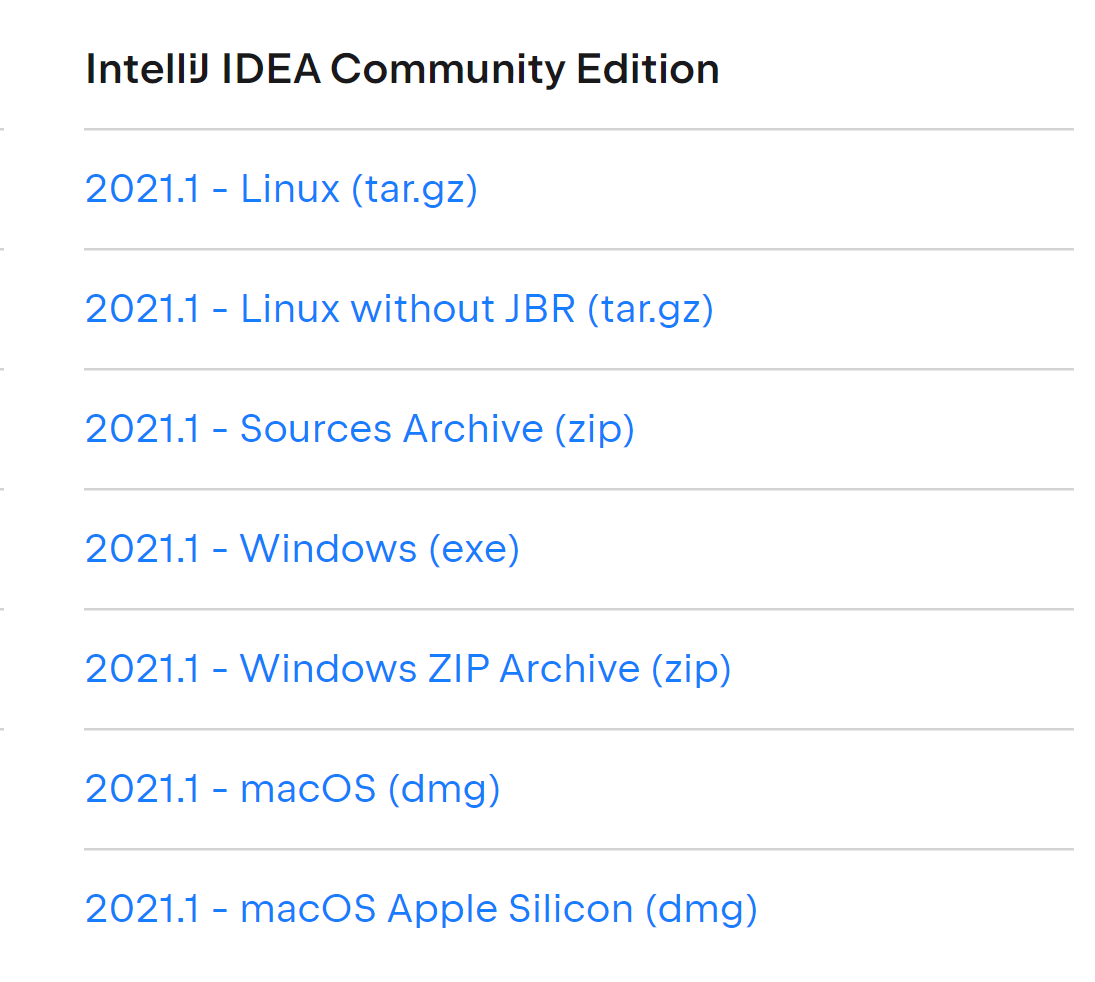 IntelliJ IDEA Community Edition
2021.1 - Linux (tar.gz)
2021.1 - Linux without JBR (tar.gz)
2021.1 - Sources Archive (zip)
2021.1 - Windows (exe)
2021.1 - Windows ZIP Archive (zip)
2021.1 - macOS (dmg)
2021.1 - macOS Apple Silicon (dmg)